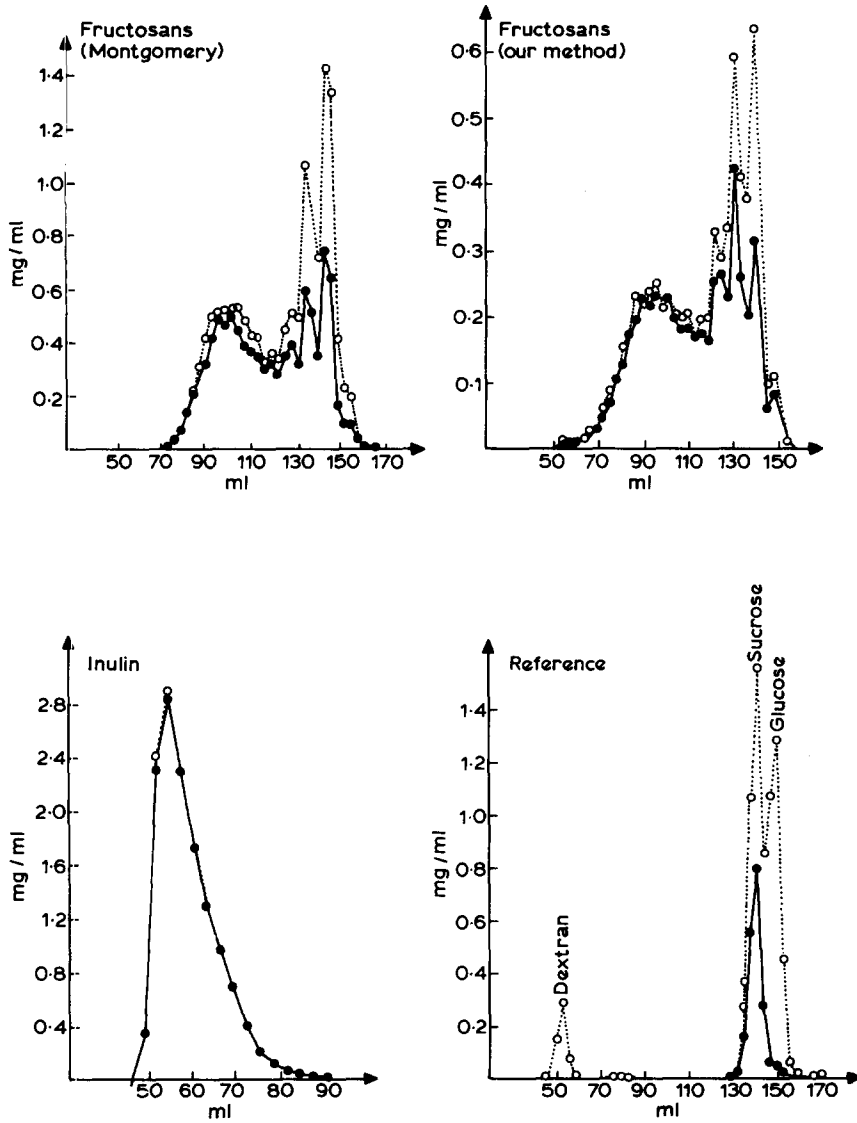 Fructosans
(Montgomery)
1·4
1·2
1·0
0·8
0·6
0·4
0·2
mg / ml
50 70 90 110 130 150 170
ml
Fructosans
(our method)
0·6
0·5
0·4
0·3
0·2
0·1
mg / ml
50 70 90 110 130 150
ml
Inulin
2·8
2·4
2·0
1·6
1·2
0·8
0·4
mg / ml
50 60 70 80 90
ml
Reference
1·4
1·2
1·0
0·8
0·6
0·4
0·2
mg / ml
Dextran
Sucrose
Glucose
50 70 90 110 130 150 170
ml